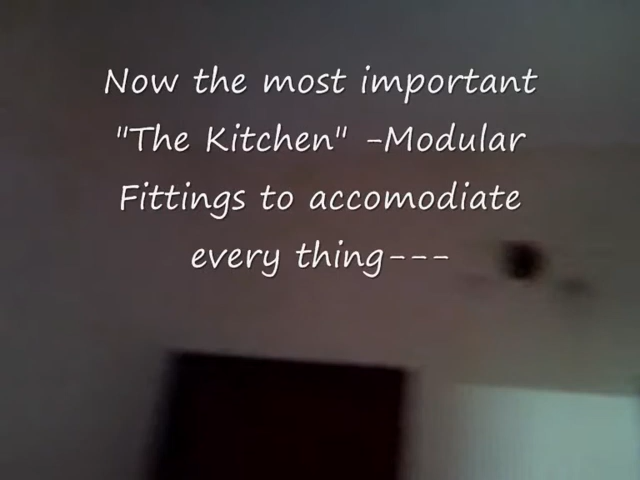 Now the most important
"The Kitchen" -Modular
Fittings to accomodiate
every thing---